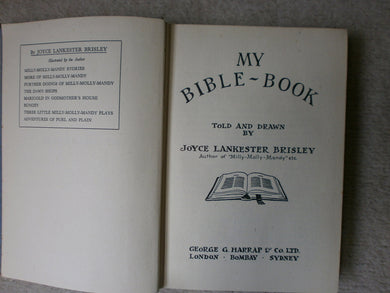 By JOYCE LANKESTER BRISLEY
Illustrated by the Author
MILLY-MOLLY-MANDY STORIES
MORE OF MILLY-MOLLY-MANDY
FURTHER DOINGS OF MILLY-MOLLY-MANDY
THE DAWN SHOPS
MARIGOLD IN GODMOTHER'S HOUSE
BUNCHY
THREE LITTLE MILLY-MOLLY-MANDY PLAYS
ADVENTURES OF PURL AND PLAIN
MY
BIBLE-BOOK
TOLD AND DRAWN
BY
JOYCE LANKESTER BRISLEY
Author of "Milly-Molly-Mandy" etc.
GEORGE G. HARRAP & CO. LTD.
LONDON · BOMBAY · SYDNEY